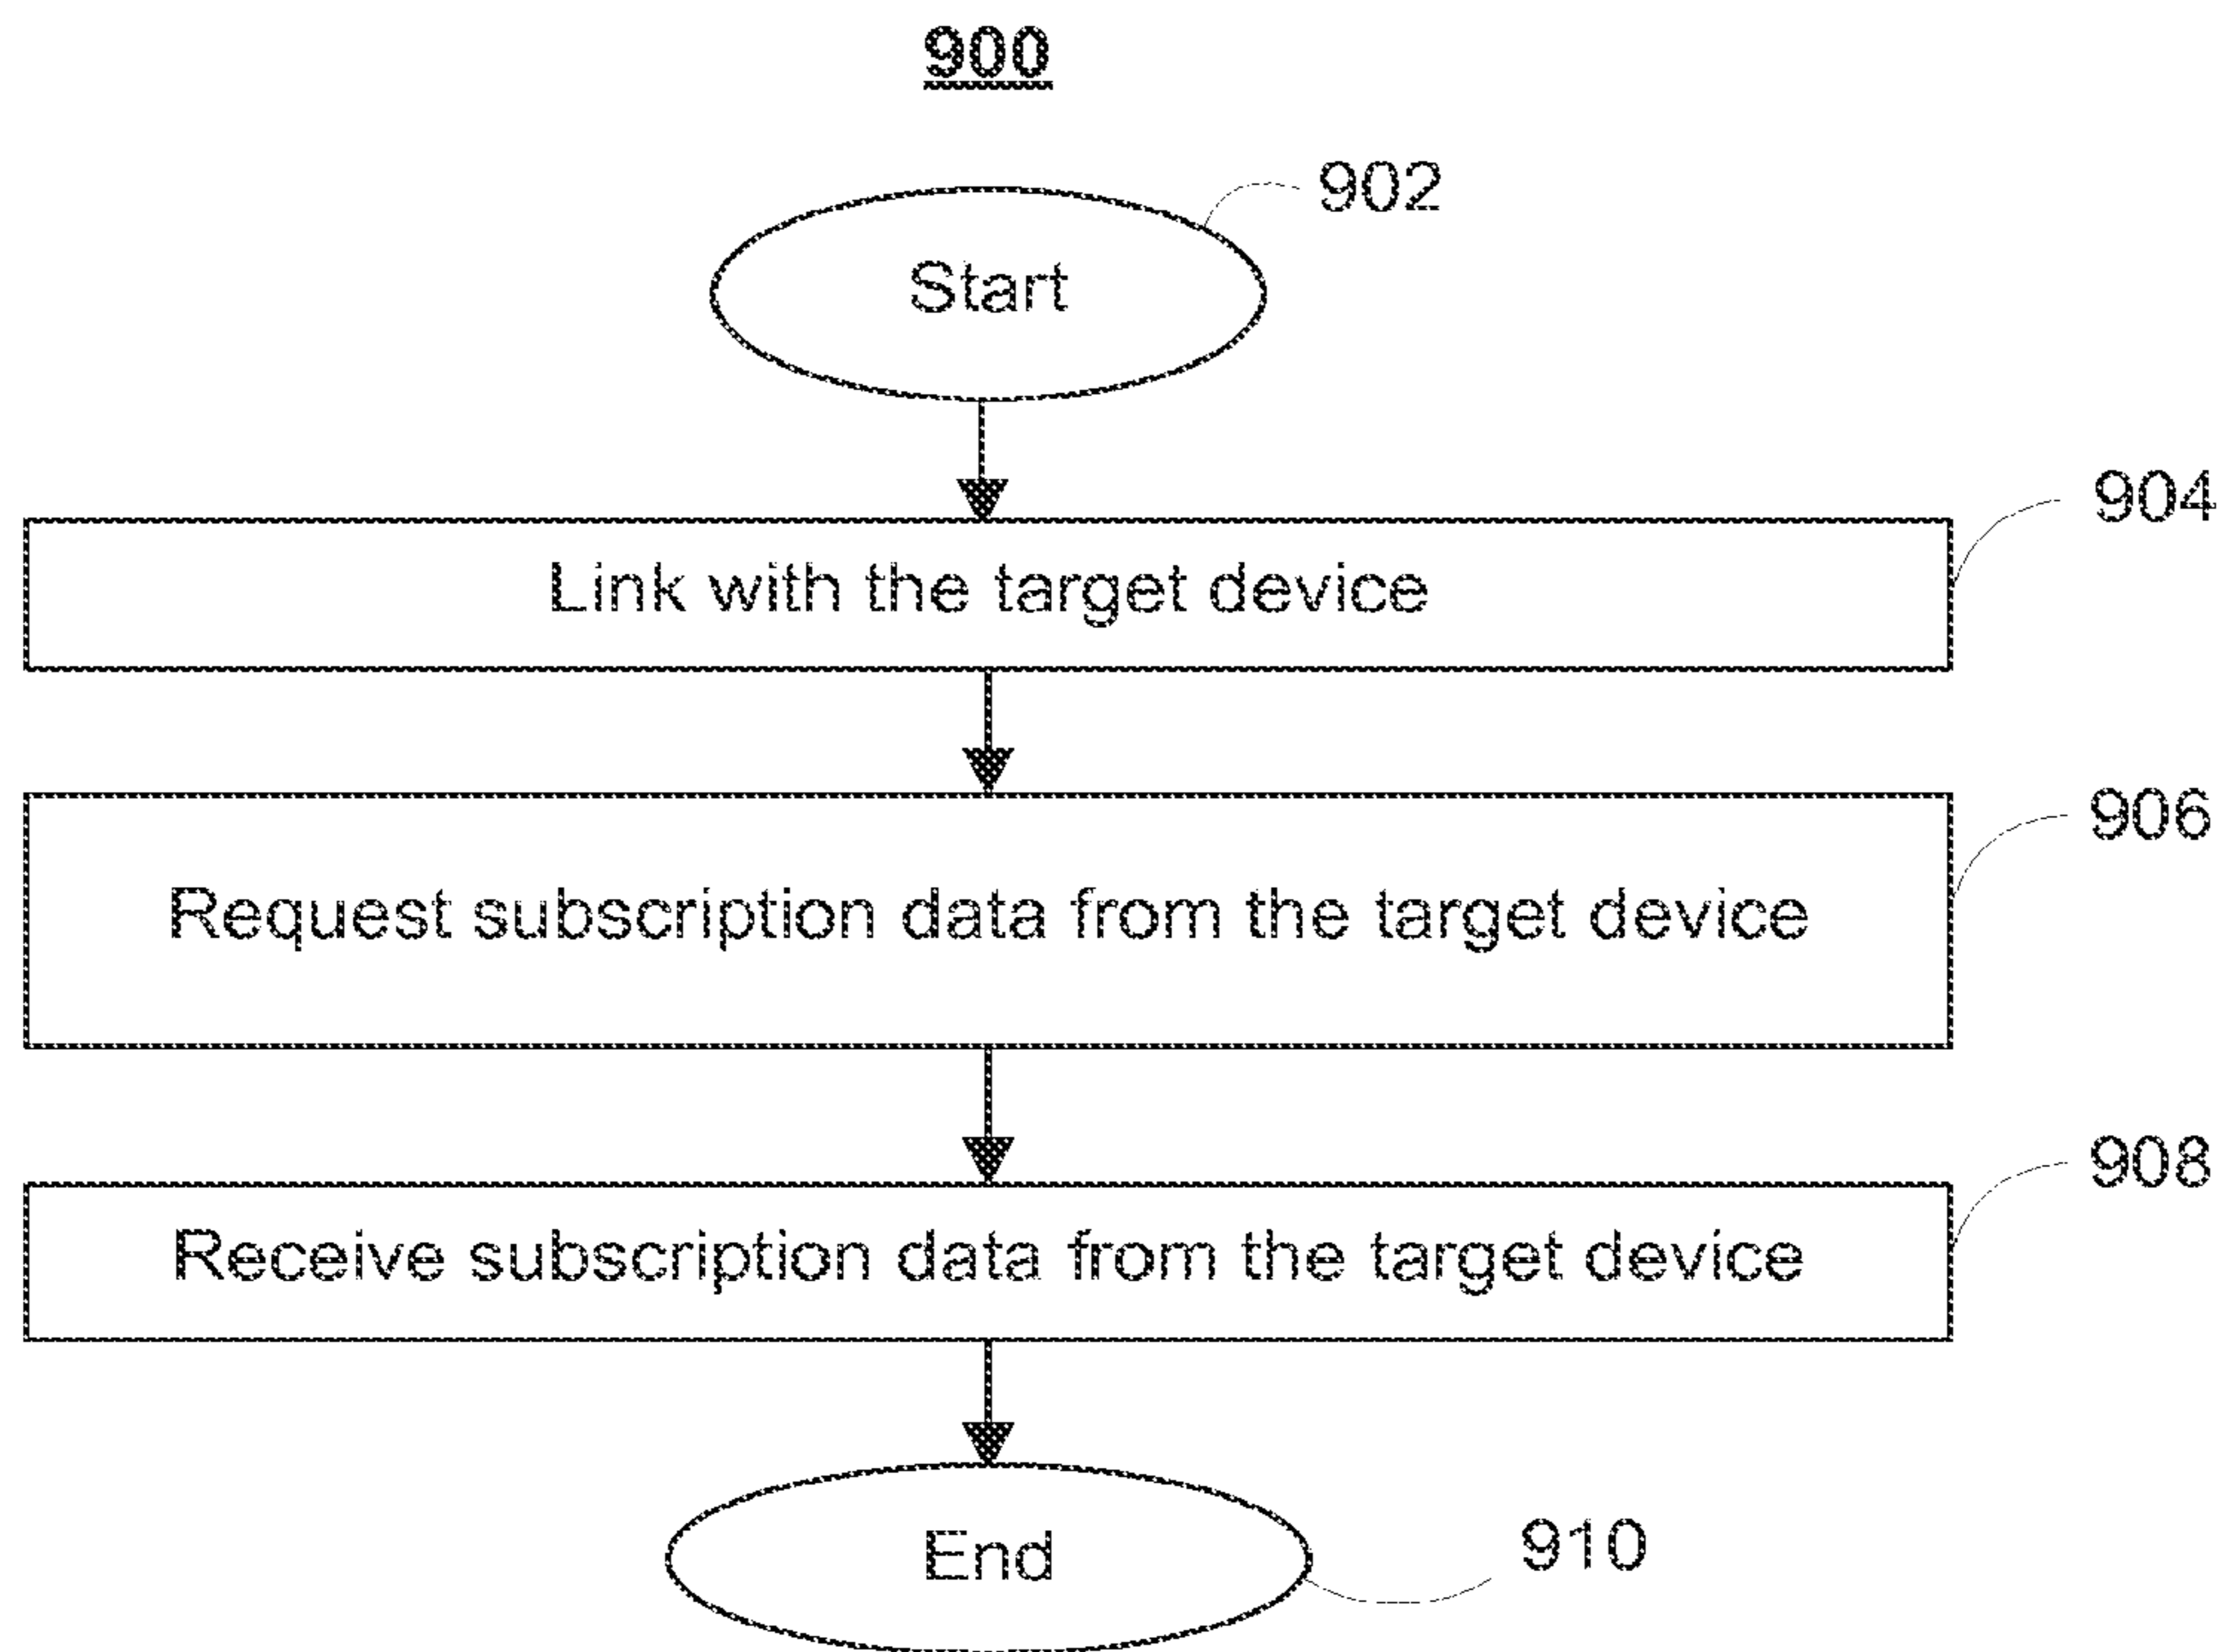 900
902
Start
904
Link with the target device
906
Request subscription data from the target device
908
Receive subscription data from the target device
End
910